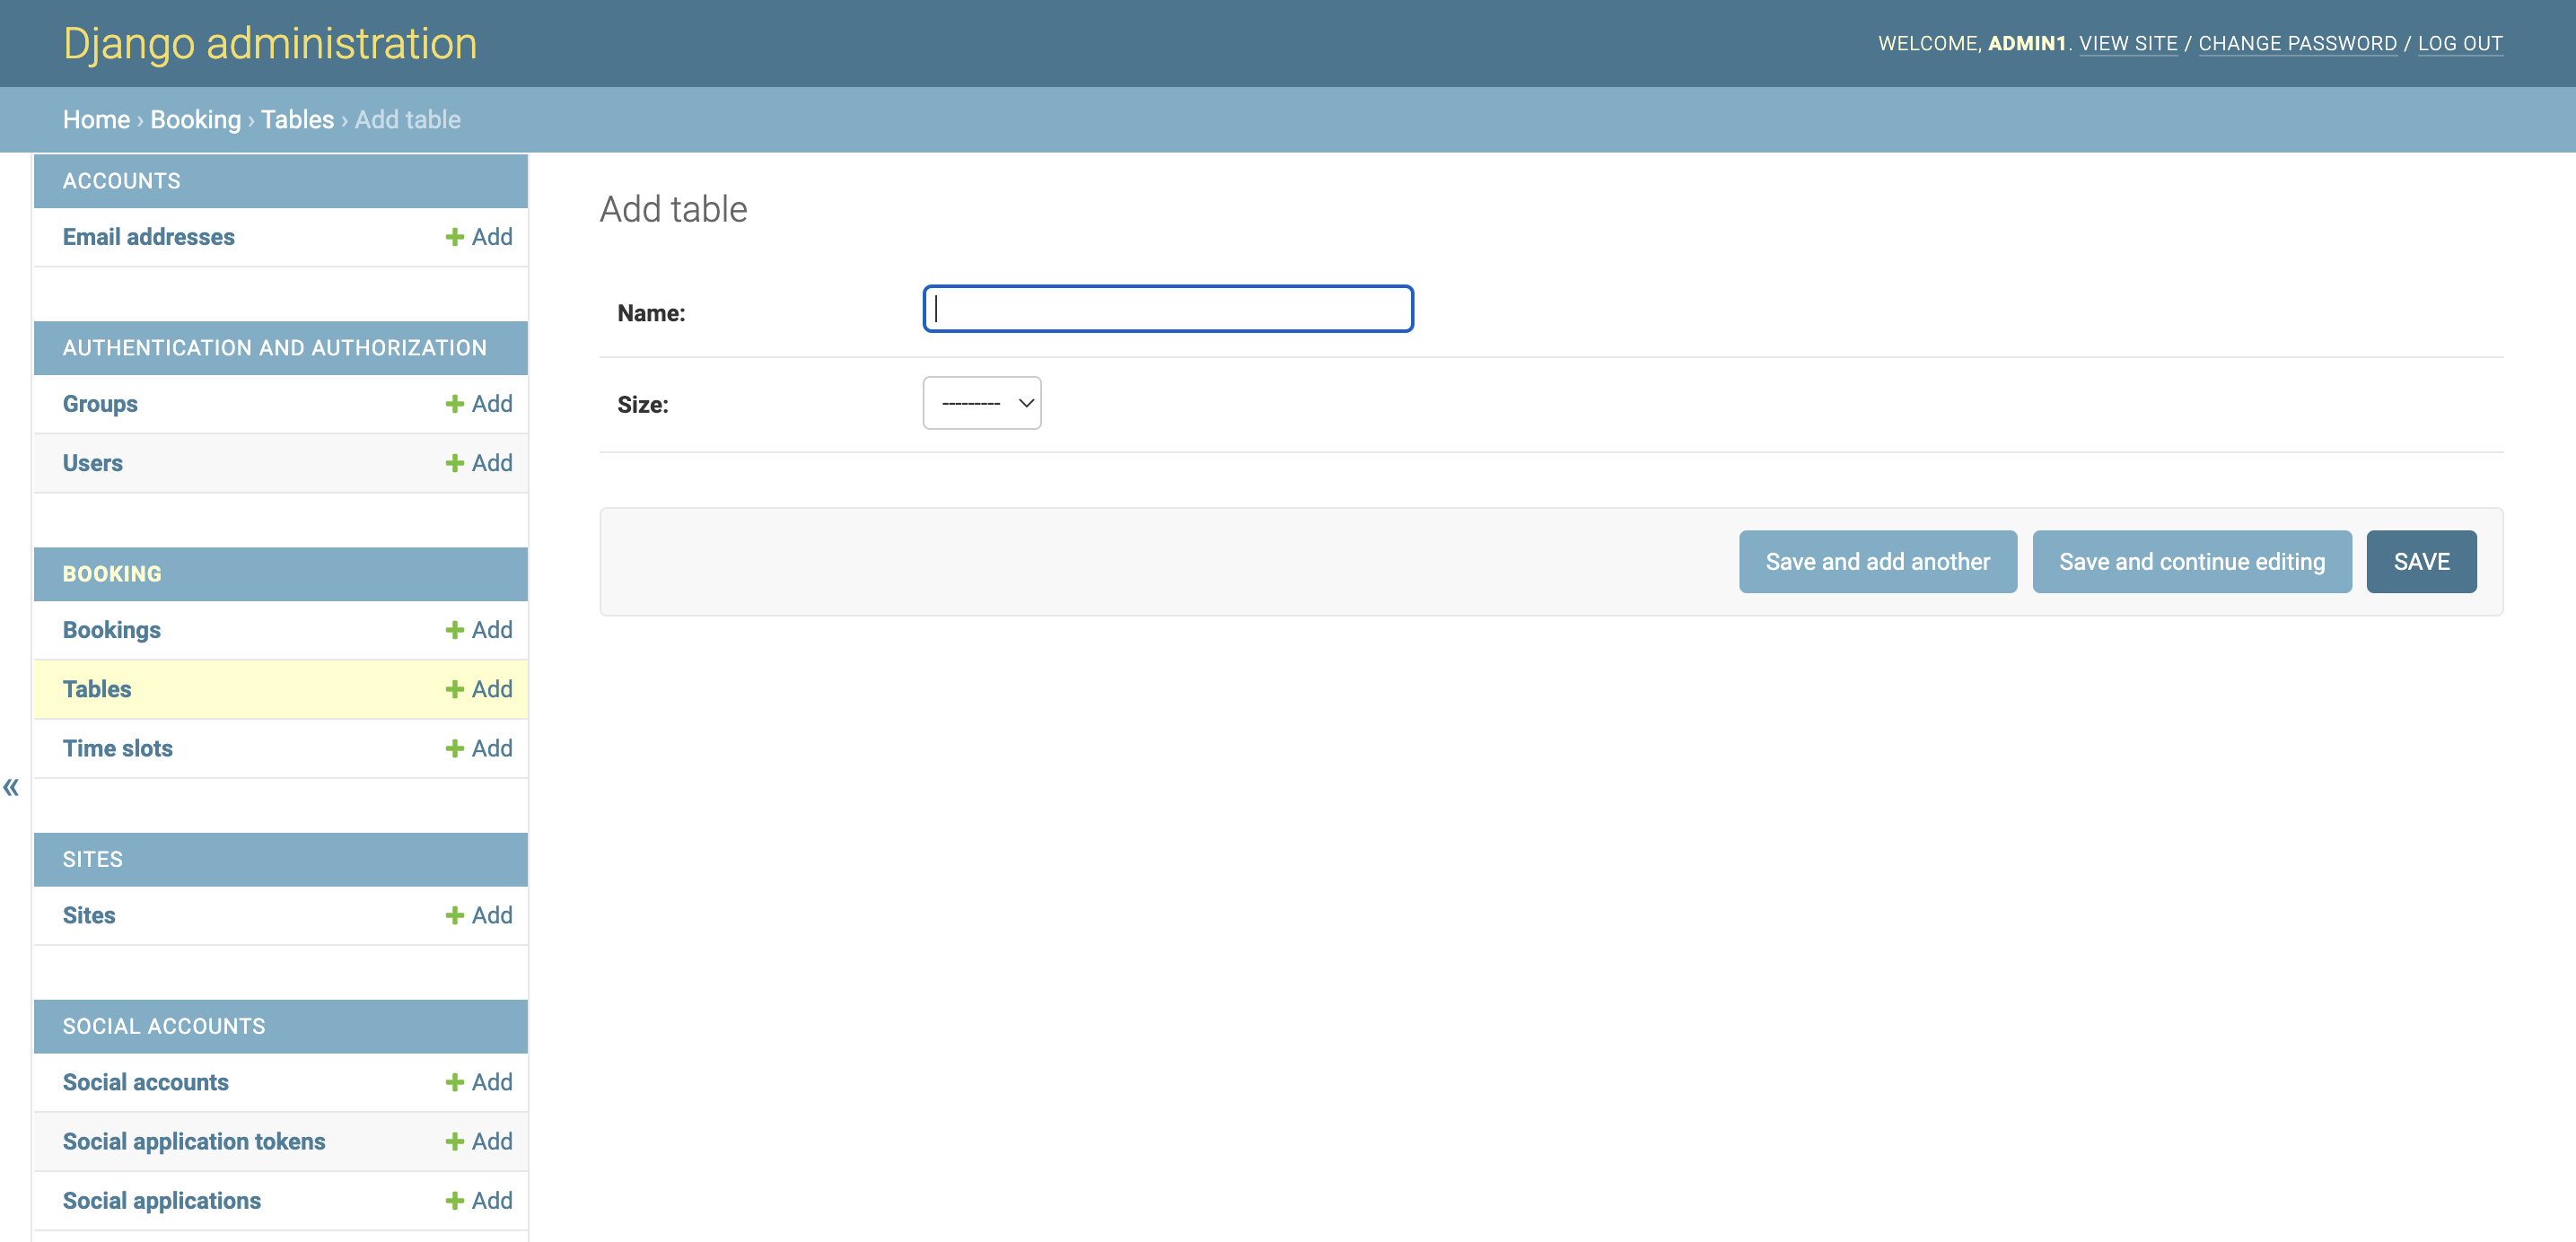 Django administration
WELCOME, ADMIN1. VIEW SITE / CHANGE PASSWORD / LOG OUT
Home › Booking › Tables › Add table
ACCOUNTS
Email addresses + Add
AUTHENTICATION AND AUTHORIZATION
Groups + Add
Users + Add
BOOKING
Bookings + Add
Tables + Add
Time slots + Add
«
SITES
Sites + Add
SOCIAL ACCOUNTS
Social accounts + Add
Social application tokens + Add
Social applications + Add
Add table
Name:
Size: ---------
Save and add another Save and continue editing SAVE